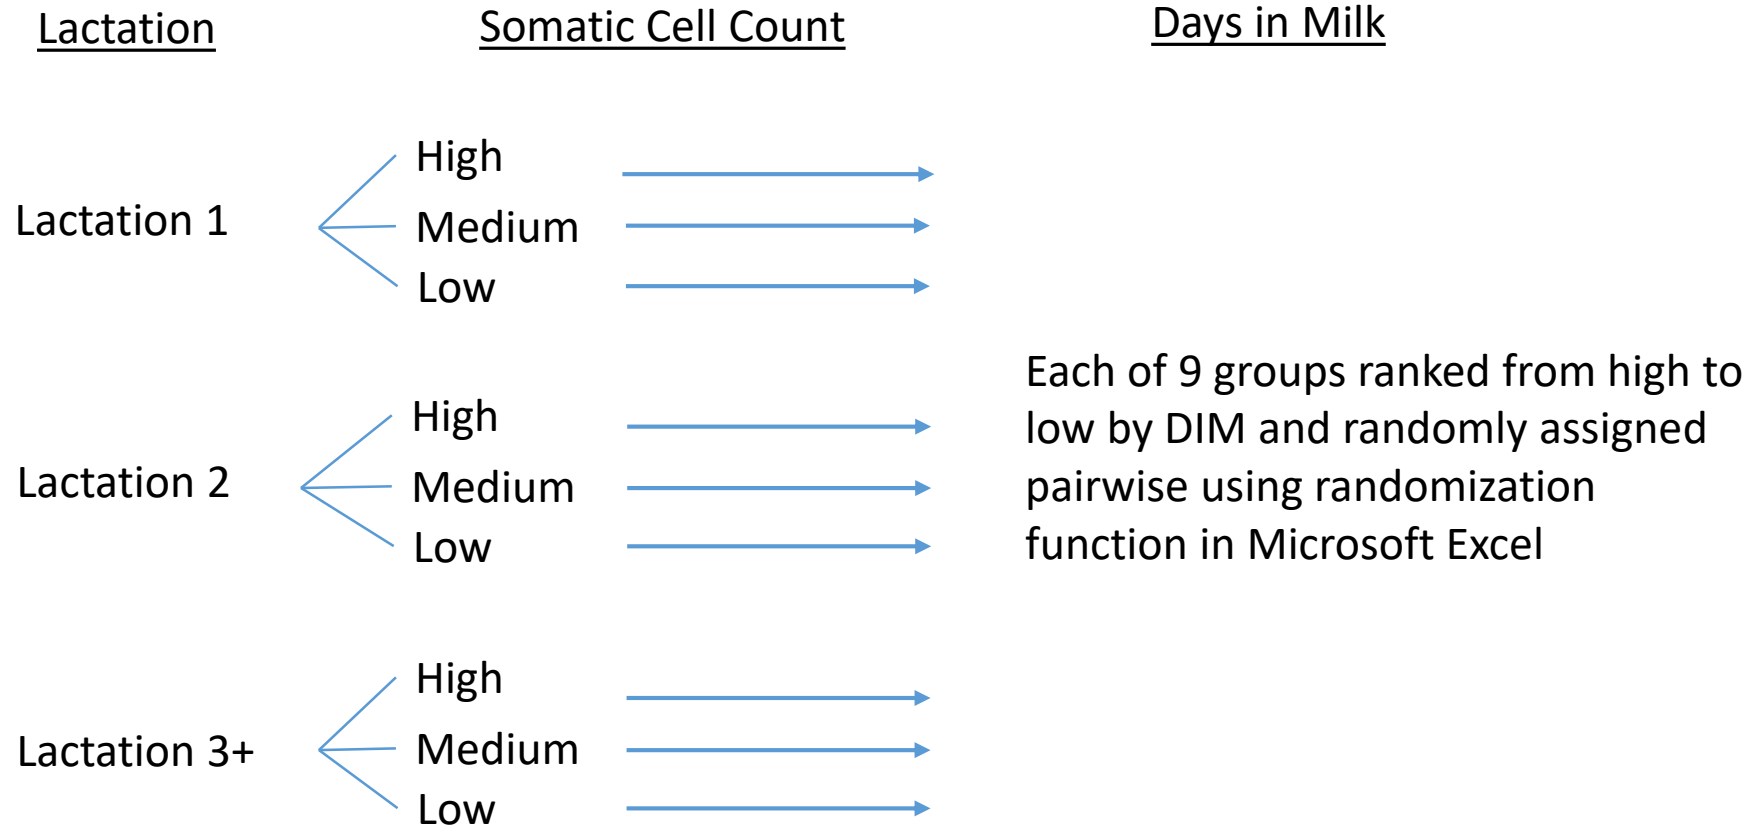 Lactation
Somatic Cell Count
Days in Milk
Lactation 1
High
Medium
Low
Lactation 2
High
Medium
Low
Lactation 3+
High
Medium
Low
Each of 9 groups ranked from high to
low by DIM and randomly assigned
pairwise using randomization
function in Microsoft Excel